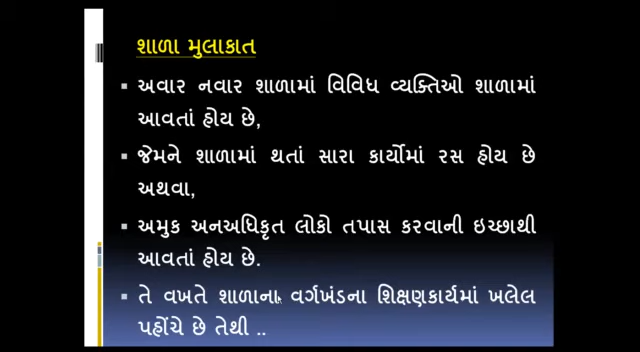 શાળા મુલાકાત
▪ અવાર નવાર શાળામાં વિવિધ વ્યક્તિઓ શાળામાં
આવતાં હોય છે,
▪ જેમને શાળામાં થતાં સારા કાર્યોમાં રસ હોય છે
અથવા,
▪ અમુક અનઅધિકૃત લોકો તપાસ કરવાની ઇચ્છાથી
આવતાં હોય છે.
▪ તે વખતે શાળાના વર્ગખંડના શિક્ષણકાર્યમાં ખલેલ
પહોંચે છે તેથી ..